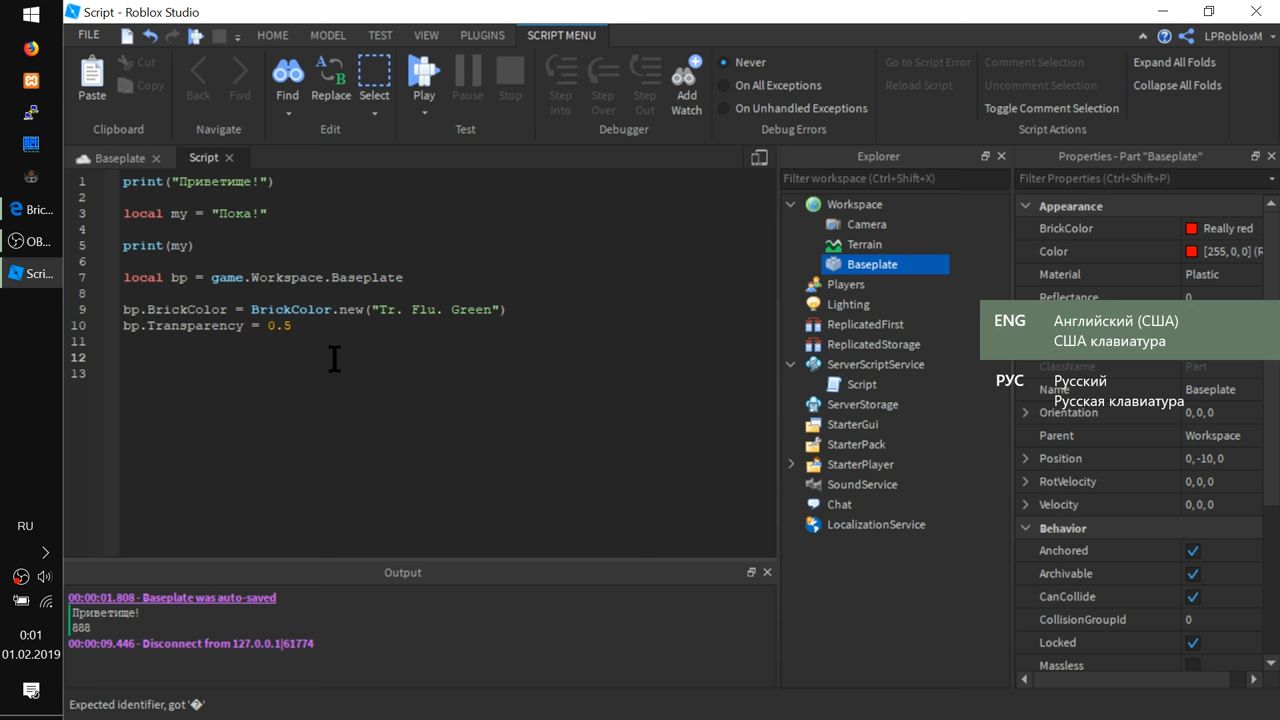 Script - Roblox Studio
FILE HOME MODEL TEST VIEW PLUGINS SCRIPT MENU LPRobloxM
Paste Cut Copy
Clipboard
Back Fwd
Navigate
Find Replace Select
Edit
Play Pause Stop
Test
Step Into Step Over Step Out Add Watch
Debugger
Never
On All Exceptions
On Unhandled Exceptions
Debug Errors
Go to Script Error
Reload Script
Comment Selection
Uncomment Selection
Toggle Comment Selection
Expand All Folds
Collapse All Folds
Script Actions
Baseplate Script
1 print("Приветище!")
2
3 local my = "Пока!"
4
5 print(my)
6
7 local bp = game.Workspace.Baseplate
8
9 bp.BrickColor = BrickColor.new("Tr. Flu. Green")
10 bp.Transparency = 0.5
11
12
13
Output
00:00:01.808 - Baseplate was auto-saved
Приветище!
888
00:00:09.446 - Disconnect from 127.0.0.1|61774
Expected identifier, got '�'
Explorer
Filter workspace (Ctrl+Shift+X)
Workspace
Camera
Terrain
Baseplate
Players
Lighting
ReplicatedFirst
ReplicatedStorage
ServerScriptService
Script
ServerStorage
StarterGui
StarterPack
StarterPlayer
SoundService
Chat
LocalizationService
Properties - Part "Baseplate"
Filter Properties (Ctrl+Shift+P)
Appearance
BrickColor Really red
Color [255, 0, 0] (R
Material Plastic
Reflectance 0
ENG Английский (США)
США клавиатура
ClassName Part
РУС Русский
Name Baseplate
Русская клавиатура
Orientation 0, 0, 0
Parent Workspace
Position 0, -10, 0
RotVelocity 0, 0, 0
Velocity 0, 0, 0
Behavior
Anchored
Archivable
CanCollide
CollisionGroupId 0
Locked
Massless
Bric...
OB...
Scri...
RU
0:01
01.02.2019